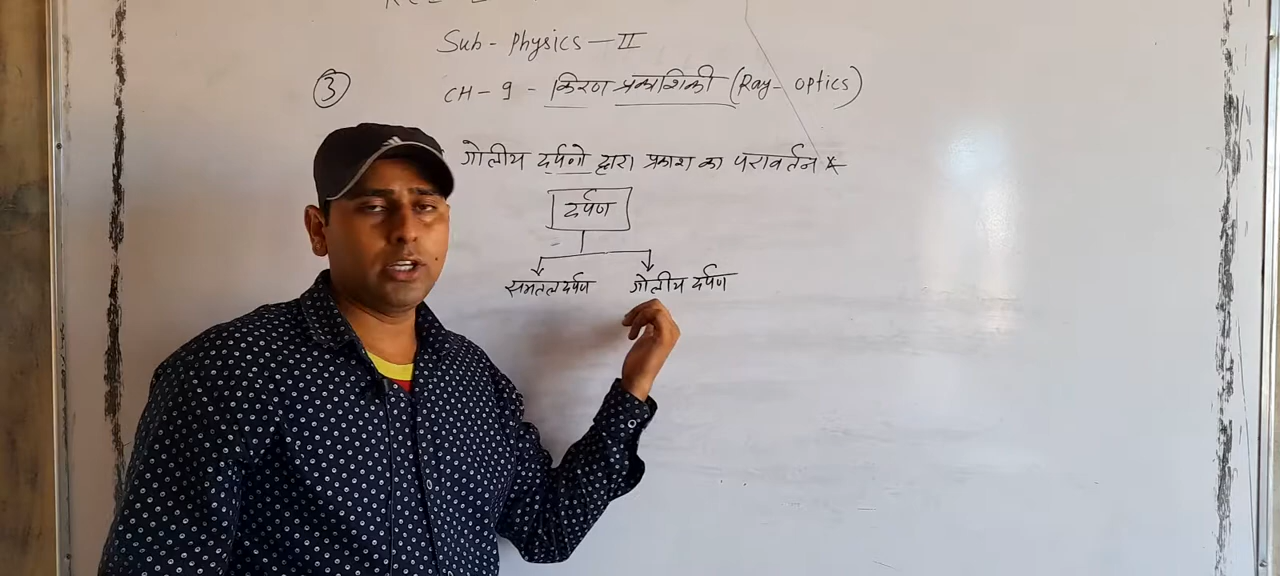 Sub- Physics - II
③ CH - 9 - किरण प्रकाशिकी (Ray- optics)
गोलीय दर्पणो द्वारा प्रकाश का परावर्तन *
दर्पण
समतल दर्पण गोलीय दर्पण